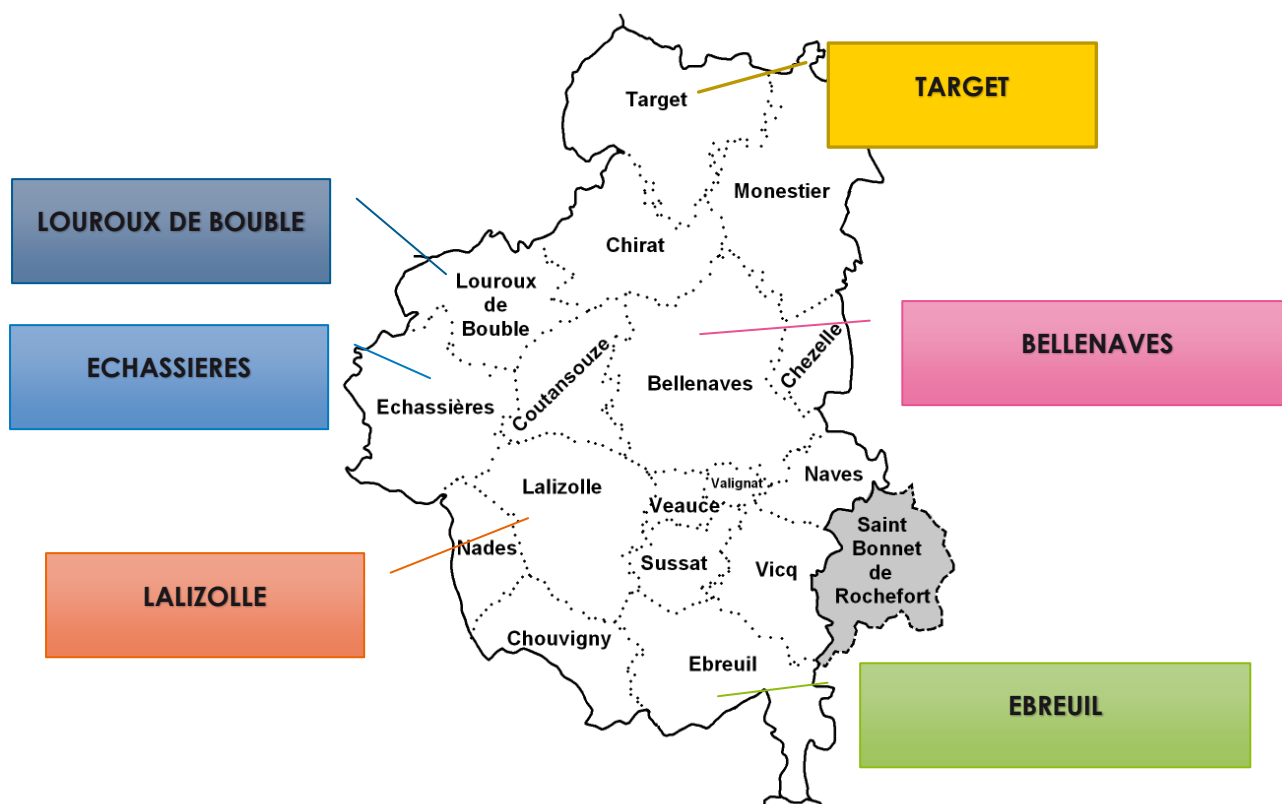 TARGET
Target
Monestier
LOUROUX DE BOUBLE
Chirat
Louroux
de
Bouble
BELLENAVES
ECHASSIERES
Chezelle
Coutansouze
Bellenaves
Echassières
Lalizolle
Valignat
Naves
Veauce
Saint
Bonnet
de
Rochefort
Nades
Sussat
Vicq
LALIZOLLE
Chouvigny
Ebreuil
EBREUIL